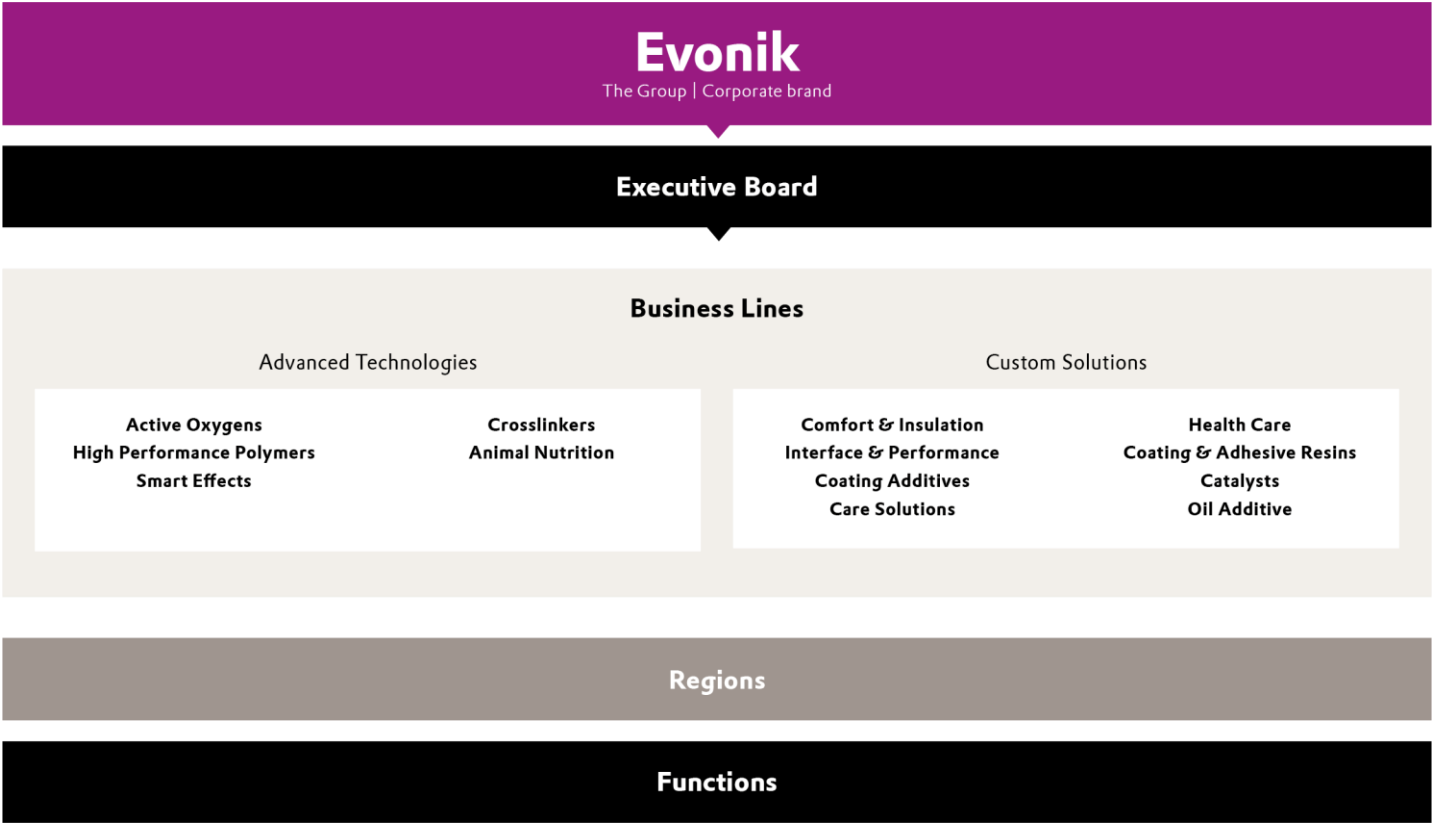 Evonik
The Group | Corporate brand
Executive Board
Business Lines
Advanced Technologies
Active Oxygens
High Performance Polymers
Smart Effects
Crosslinkers
Animal Nutrition
Custom Solutions
Comfort & Insulation
Interface & Performance
Coating Additives
Care Solutions
Health Care
Coating & Adhesive Resins
Catalysts
Oil Additive
Regions
Functions